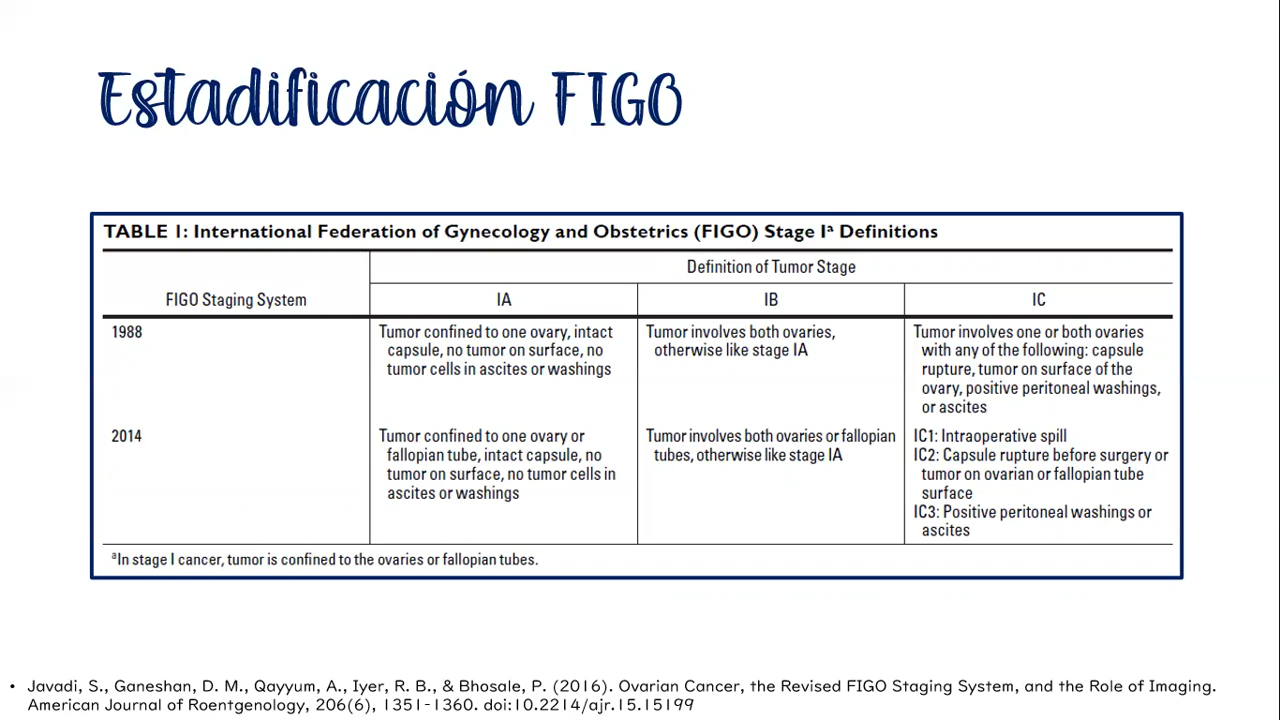 Estadificación FIGO
TABLE 1: International Federation of Gynecology and Obstetrics (FIGO) Stage Iª Definitions
Definition of Tumor Stage
FIGO Staging System
IA
IB
IC
1988
Tumor confined to one ovary, intact
capsule, no tumor on surface, no
tumor cells in ascites or washings
Tumor involves both ovaries,
otherwise like stage IA
Tumor involves one or both ovaries
with any of the following: capsule
rupture, tumor on surface of the
ovary, positive peritoneal washings,
or ascites
2014
Tumor confined to one ovary or
fallopian tube, intact capsule, no
tumor on surface, no tumor cells in
ascites or washings
Tumor involves both ovaries or fallopian
tubes, otherwise like stage IA
IC1: Intraoperative spill
IC2: Capsule rupture before surgery or
tumor on ovarian or fallopian tube
surface
IC3: Positive peritoneal washings or
ascites
ªIn stage I cancer, tumor is confined to the ovaries or fallopian tubes.
• Javadi, S., Ganeshan, D. M., Qayyum, A., Iyer, R. B., & Bhosale, P. (2016). Ovarian Cancer, the Revised FIGO Staging System, and the Role of Imaging.
American Journal of Roentgenology, 206(6), 1351-1360. doi:10.2214/ajr.15.15199